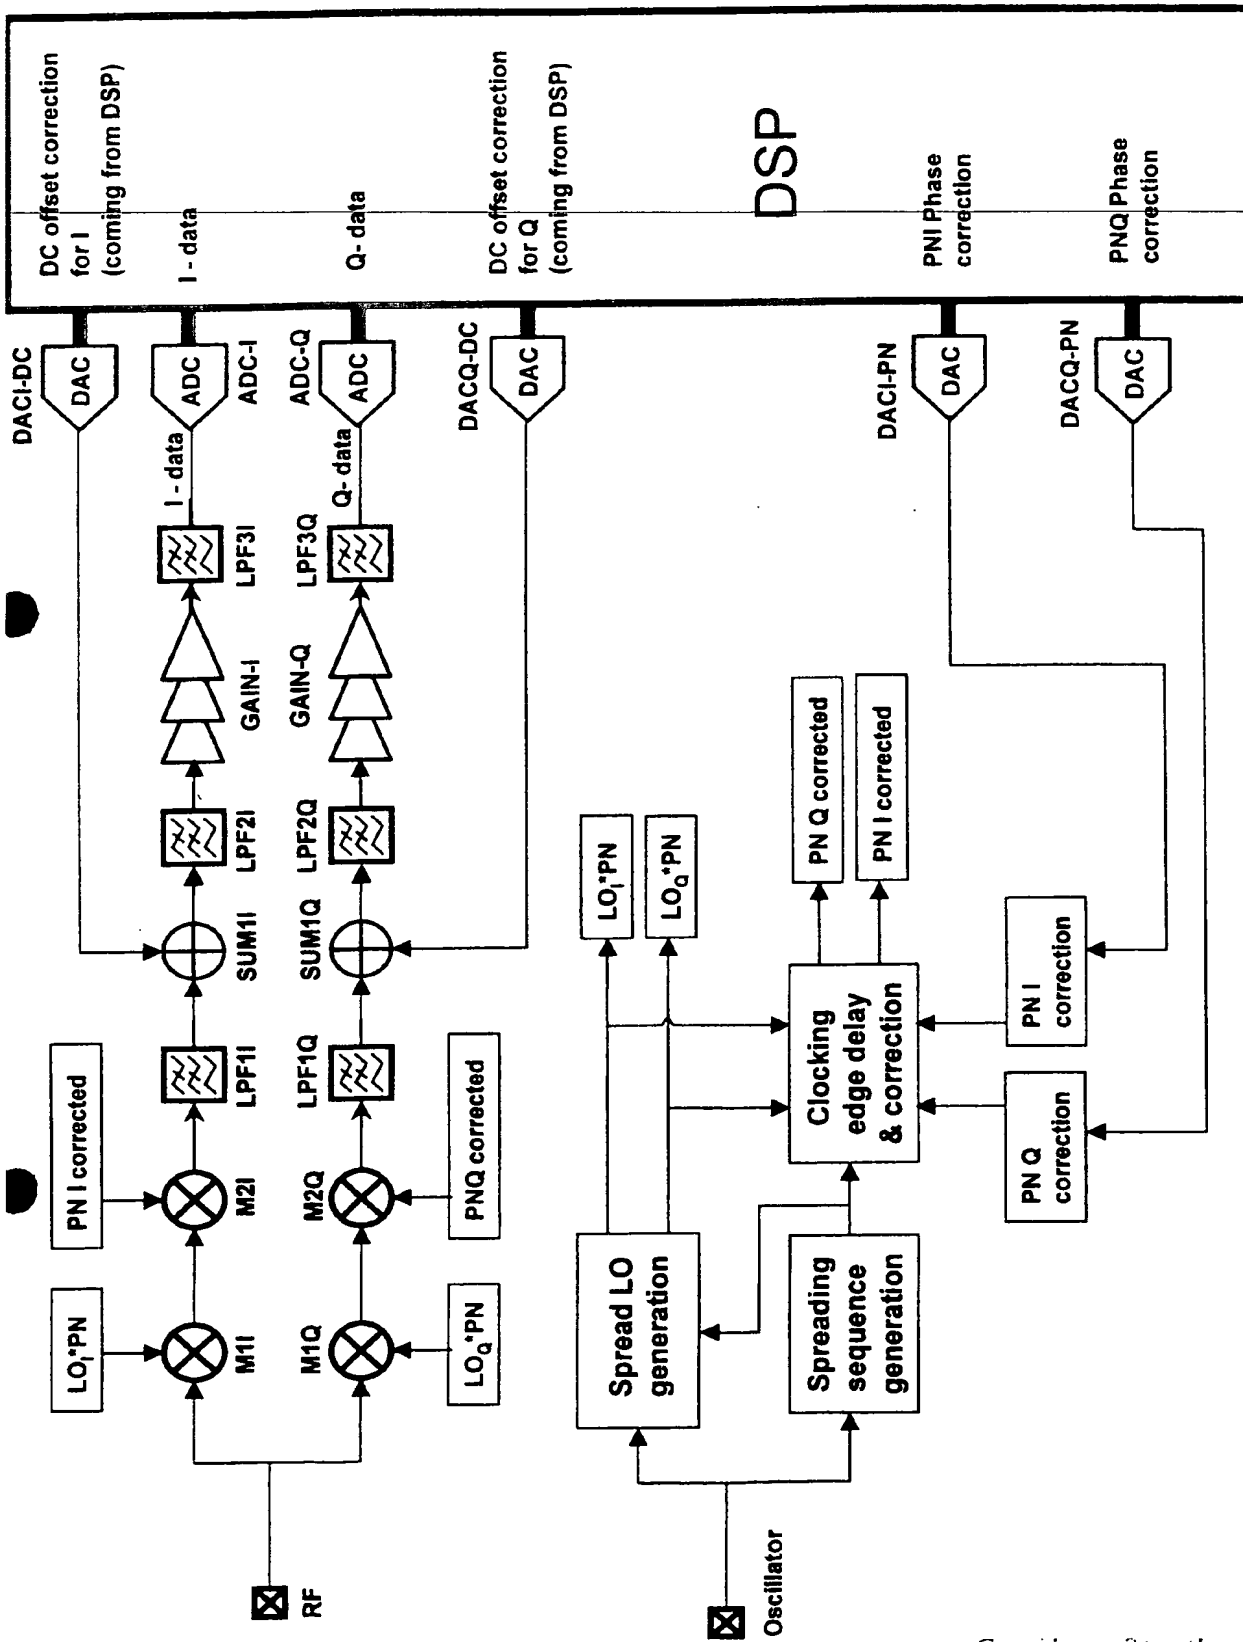 DC offset correction
for I
(coming from DSP)
I - data
Q- data
DC offset correction
for Q
(coming from DSP)
DSP
PNI Phase
correction
PNQ Phase
correction
DACI-DC
DAC
ADC
ADC-I
ADC-Q
ADC
DACQ-DC
DAC
DACI-PN
DAC
DACQ-PN
DAC
I - data
Q- data
LPF3I
LPF3Q
GAIN-I
GAIN-Q
LPF2I
LPF2Q
SUM1I
SUM1Q
LPF1I
LPF1Q
PN I corrected
M2I
M2Q
PNQ corrected
LOI*PN
M1I
M1Q
LOQ*PN
RF
LOI*PN
LOQ*PN
PN Q corrected
PN I corrected
Spread LO
generation
Clocking
edge delay
& correction
Spreading
sequence
generation
PN I
correction
PN Q
correction
Oscillator